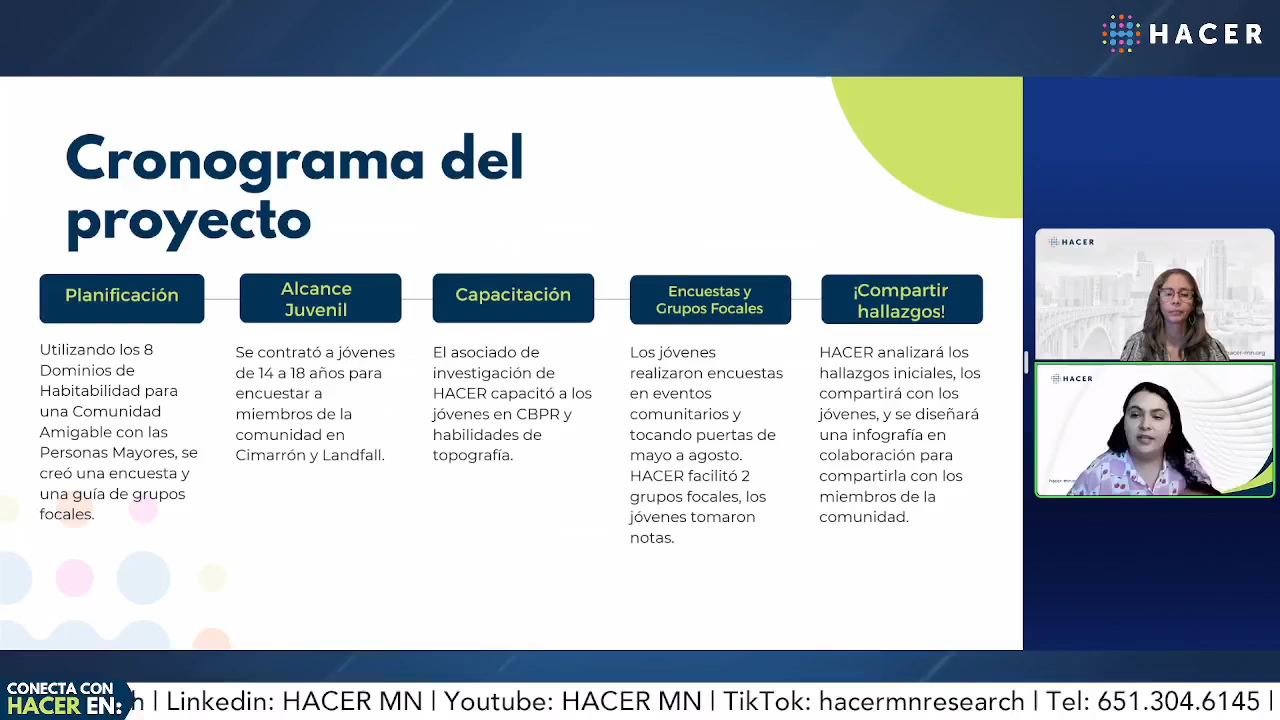 HACER
Cronograma del
proyecto
Planificación
Utilizando los 8
Dominios de
Habitabilidad para
una Comunidad
Amigable con las
Personas Mayores, se
creó una encuesta y
una guía de grupos
focales.
Alcance
Juvenil
Se contrató a jóvenes
de 14 a 18 años para
encuestar a
miembros de la
comunidad en
Cimarrón y Landfall.
Capacitación
El asociado de
investigación de
HACER capacitó a los
jóvenes en CBPR y
habilidades de
topografía.
Encuestas y
Grupos Focales
Los jóvenes
realizaron encuestas
en eventos
comunitarios y
tocando puertas de
mayo a agosto.
HACER facilitó 2
grupos focales, los
jóvenes tomaron
notas.
¡Compartir
hallazgos!
HACER analizará los
hallazgos iniciales, los
compartirá con los
jóvenes, y se diseñará
una infografía en
colaboración para
compartirla con los
miembros de la
comunidad.
HACER
hacer-mn.org
HACER
CONECTA CON
HACER EN:
h | Linkedin: HACER MN | Youtube: HACER MN | TikTok: hacermnresearch | Tel: 651.304.6145 |